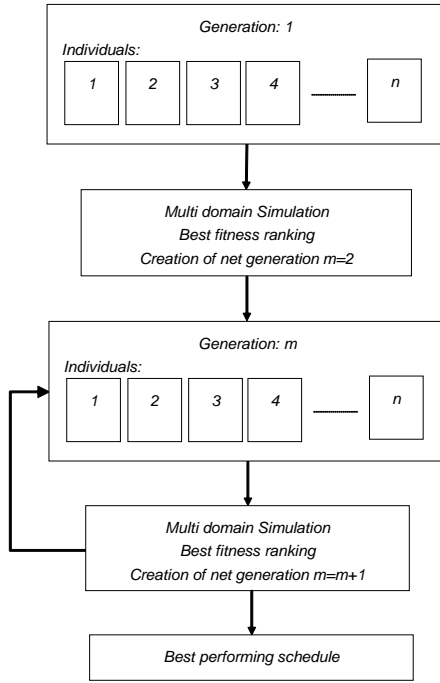 Generation: 1
Individuals:
1 2 3 4 n
Multi domain Simulation
Best fitness ranking
Creation of net generation m=2
Generation: m
Individuals:
1 2 3 4 n
Multi domain Simulation
Best fitness ranking
Creation of net generation m=m+1
Best performing schedule